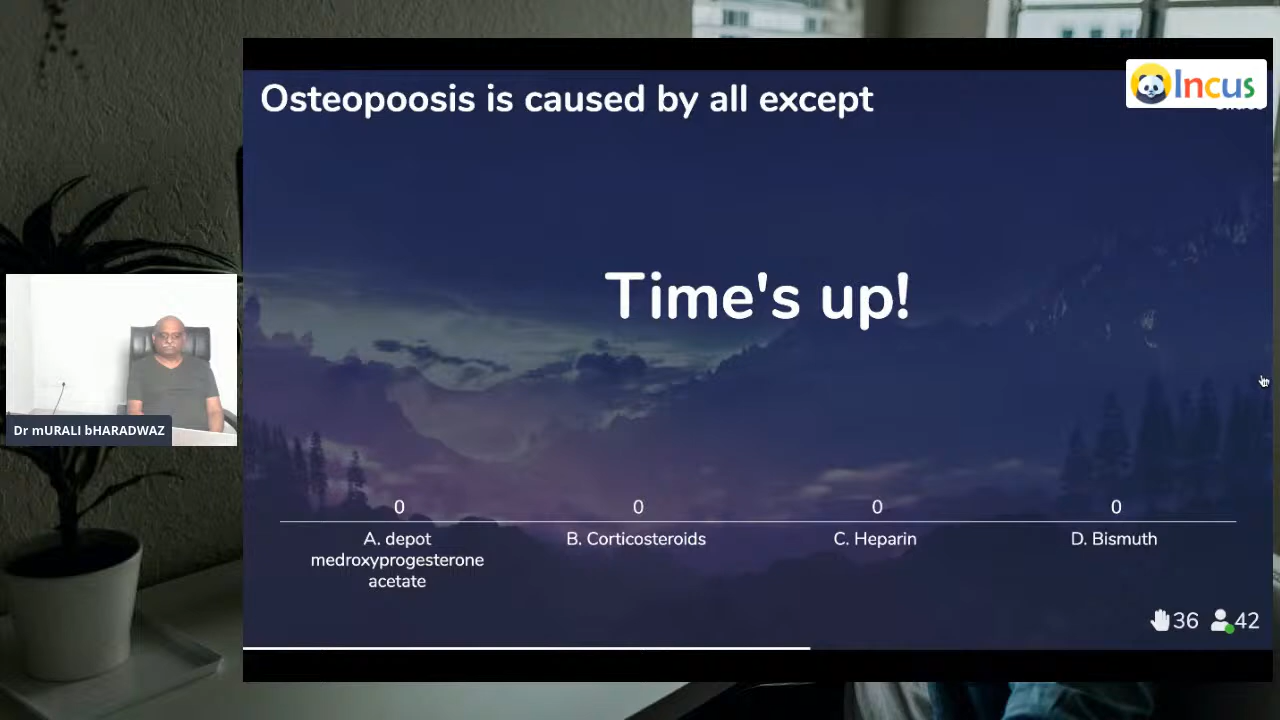 Osteopoosis is caused by all except
Incus
Time's up!
0
0
0
0
A. depot
medroxyprogesterone
acetate
B. Corticosteroids
C. Heparin
D. Bismuth
Dr mURALI bHARADWAZ
36
42